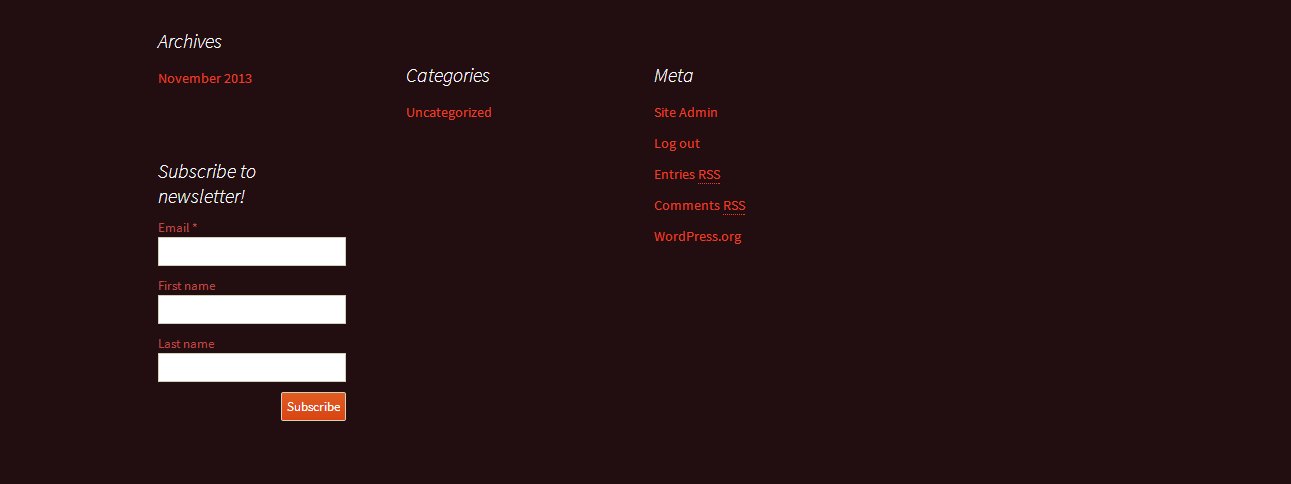 Archives
November 2013
Categories
Uncategorized
Meta
Site Admin
Log out
Entries RSS
Comments RSS
WordPress.org
Subscribe to
newsletter!
Email *
First name
Last name
Subscribe